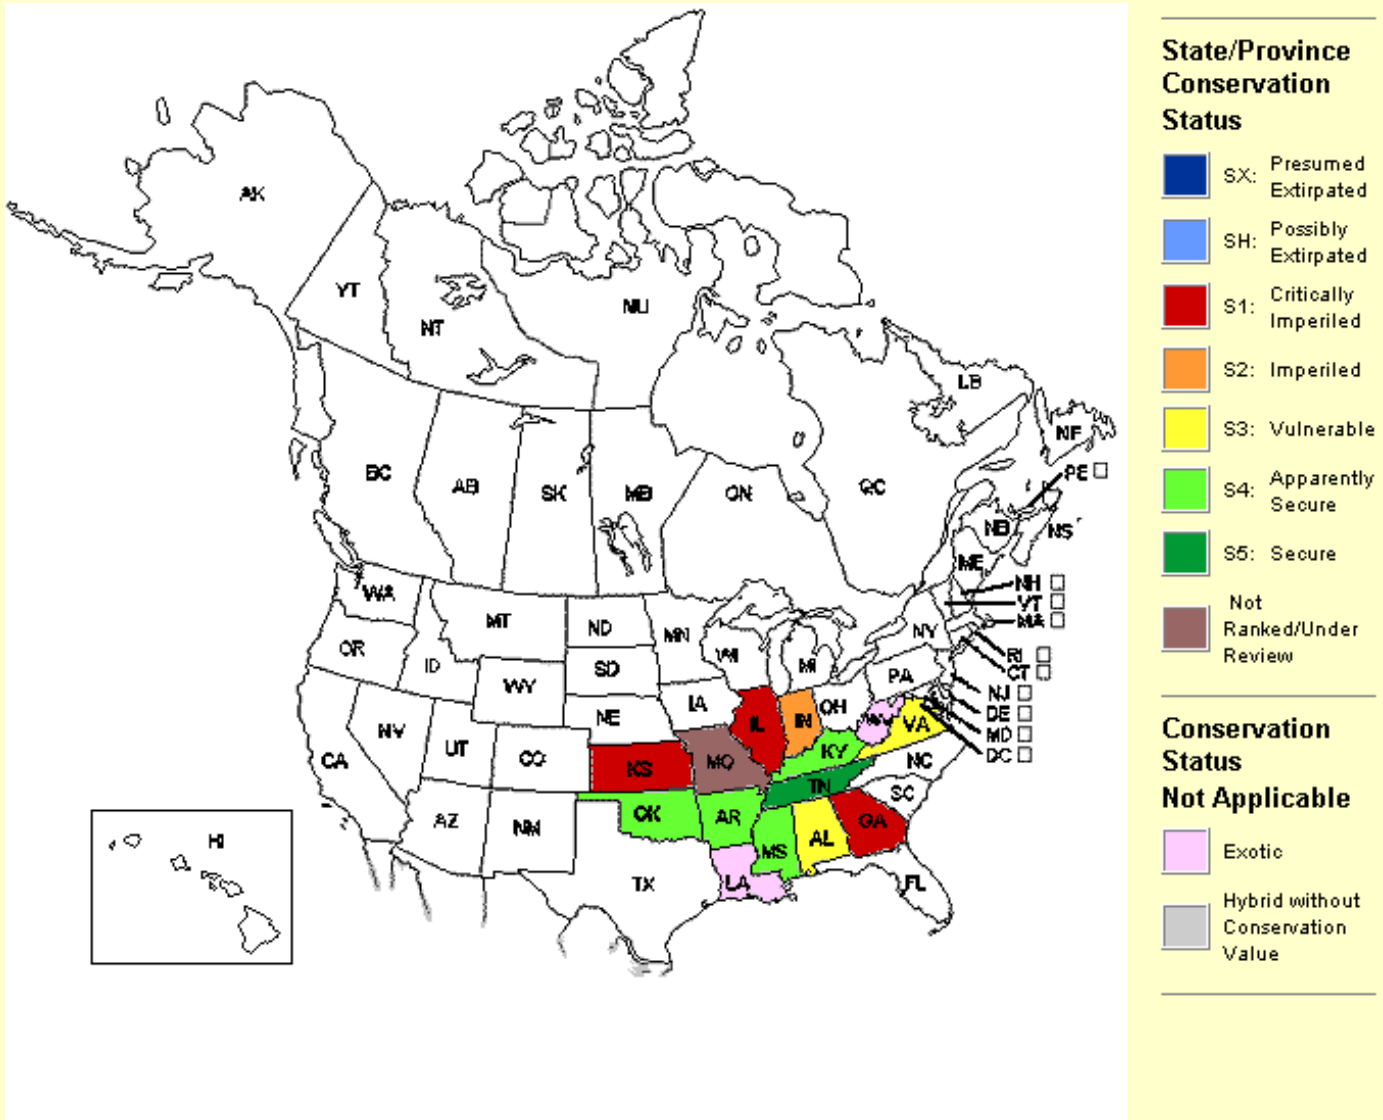 AK
YT
NT
NU
BC
AB
SK
MB
ON
QC
LB
NF
PE
NB
NS
ME
NH
VT
MA
RI
CT
NJ
DE
MD
DC
WA
OR
ID
MT
ND
SD
MN
WI
MI
NY
PA
WY
NE
IA
IL
IN
OH
WV
VA
NV
UT
CO
KS
MO
KY
CA
TN
NC
SC
AZ
NM
OK
AR
MS
AL
GA
HI
TX
LA
FL
State/Province
Conservation
Status
SX: Presumed
Extirpated
SH: Possibly
Extirpated
S1: Critically
Imperiled
S2: Imperiled
S3: Vulnerable
S4: Apparently
Secure
S5: Secure
Not
Ranked/Under
Review
Conservation
Status
Not Applicable
Exotic
Hybrid without
Conservation
Value